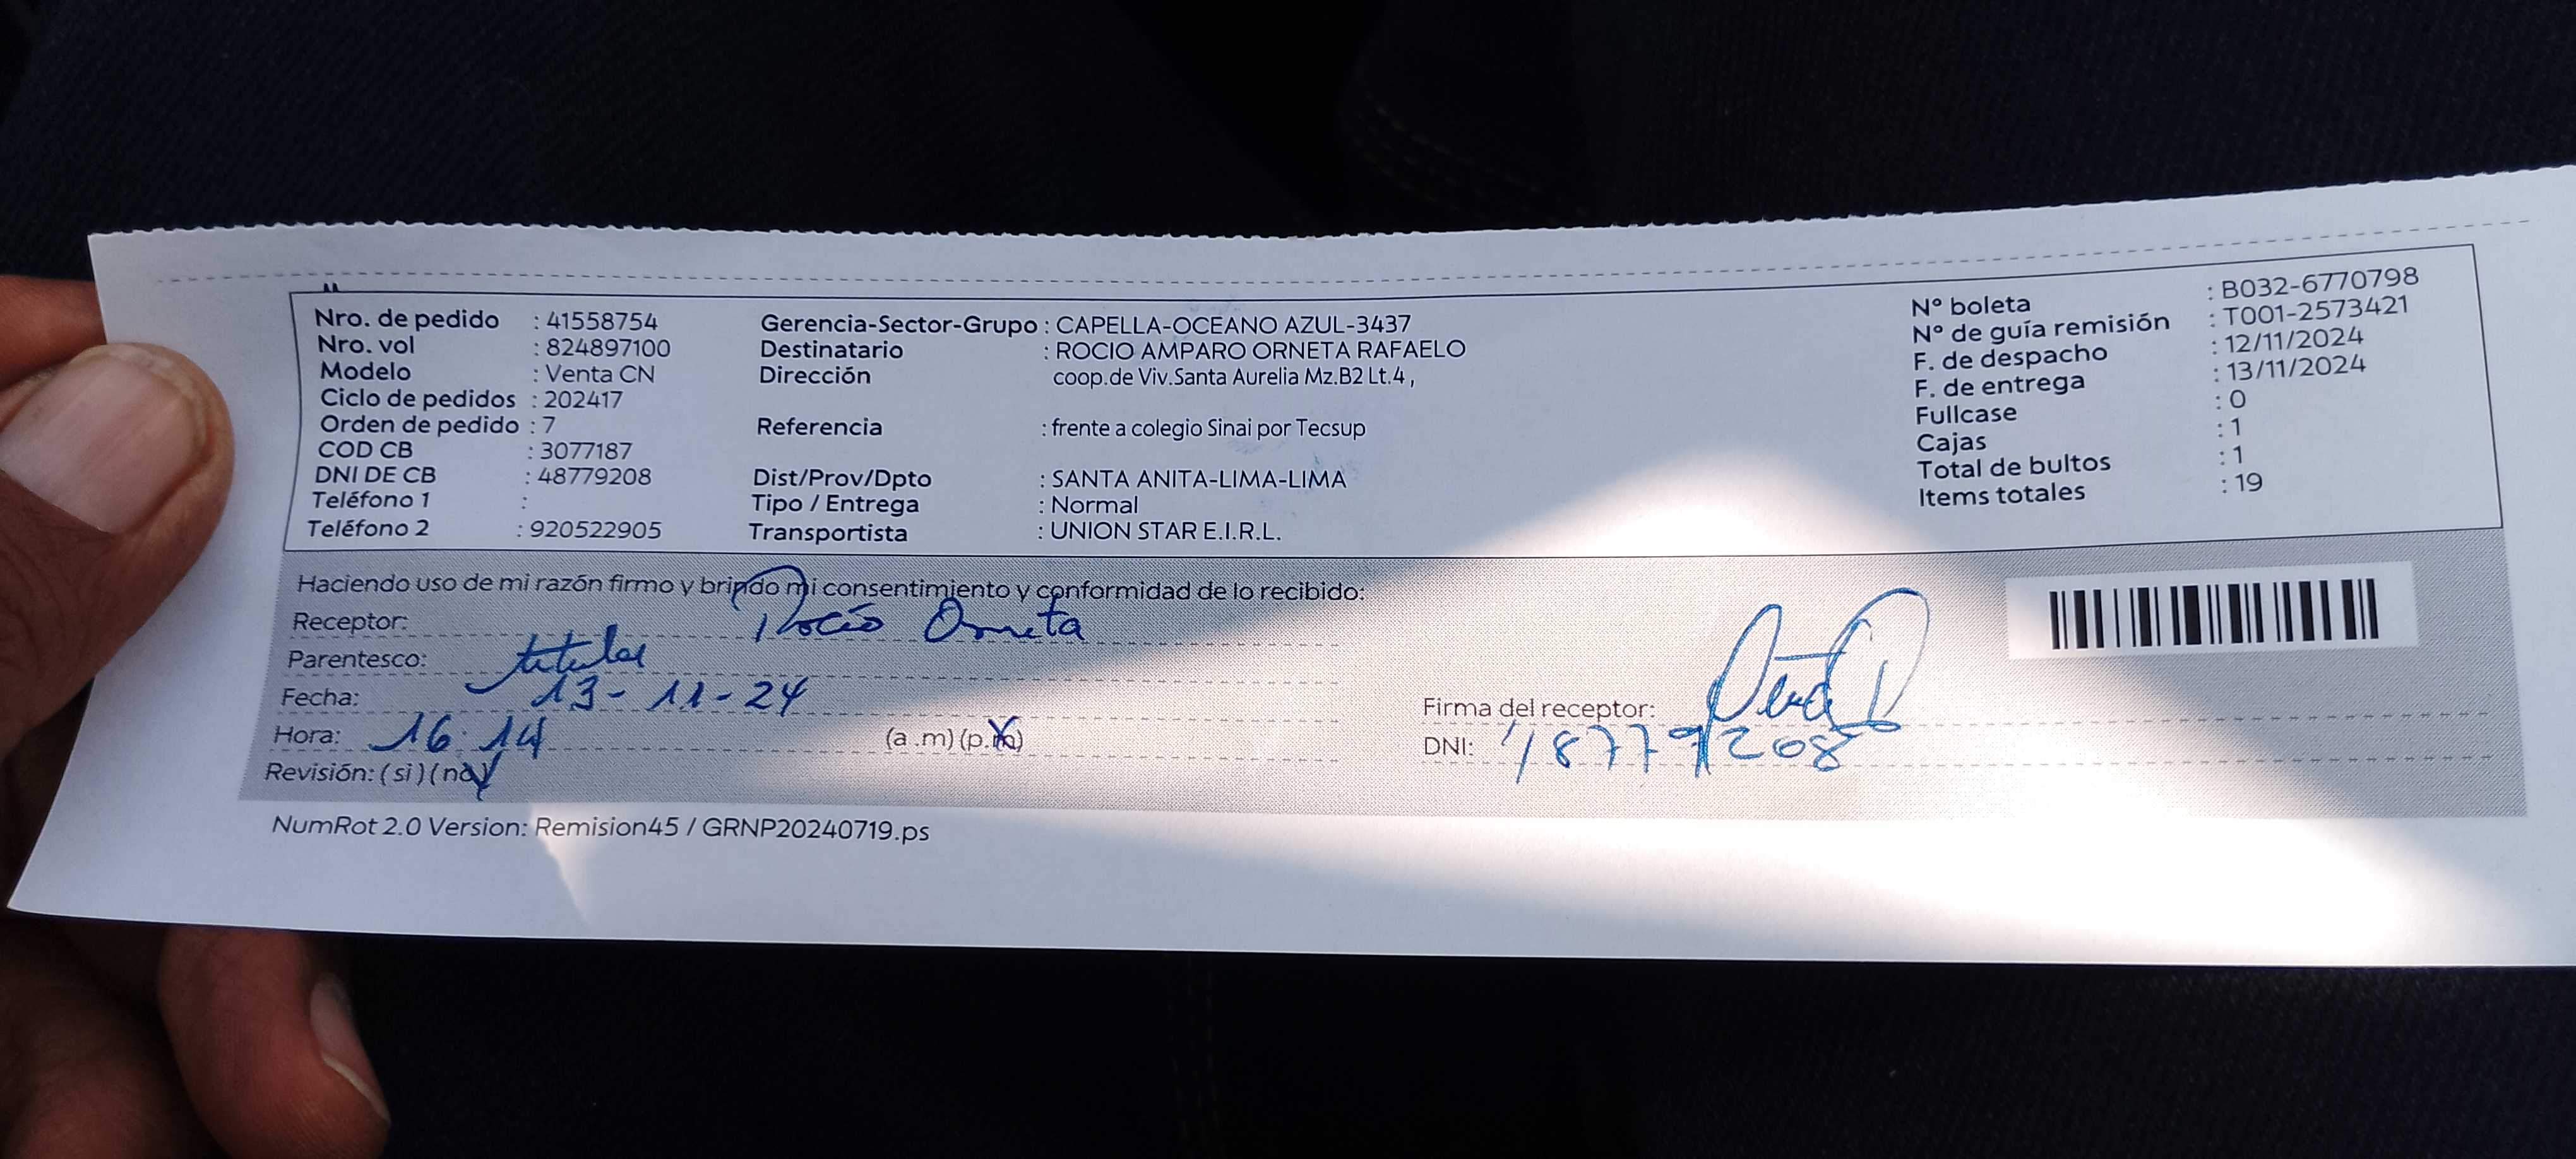 Nro. de pedido : 41558754
Nro. vol : 824897100
Modelo : Venta CN
Ciclo de pedidos : 202417
Orden de pedido : 7
COD CB : 3077187
DNI DE CB : 48779208
Teléfono 1 :
Teléfono 2 : 920522905
Gerencia-Sector-Grupo : CAPELLA-OCEANO AZUL-3437
Destinatario : ROCIO AMPARO ORNETA RAFAELO
Dirección coop.de Viv.Santa Aurelia Mz.B2 Lt.4 ,
Referencia : frente a colegio Sinai por Tecsup
Dist/Prov/Dpto : SANTA ANITA-LIMA-LIMA
Tipo / Entrega : Normal
Transportista : UNION STAR E.I.R.L.
N° boleta : B032-6770798
N° de guía remisión : T001-2573421
F. de despacho : 12/11/2024
F. de entrega : 13/11/2024
Fullcase : 0
Cajas : 1
Total de bultos : 1
Items totales : 19
Haciendo uso de mi razón firmo y brindo mi consentimiento y conformidad de lo recibido:
Receptor: Rocío Orneta
Parentesco: titular
Fecha: 13-11-24
Hora: 16:14 (a .m) (p.m)
Revisión: (si) (no)
Firma del receptor:
DNI: 48779208
NumRot 2.0 Version: Remision45 / GRNP20240719.ps